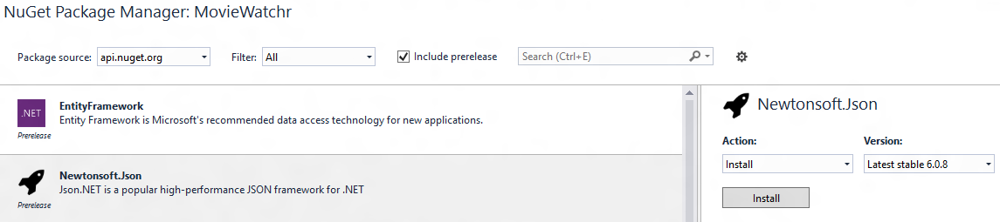 NuGet Package Manager: MovieWatchr
Package source: api.nuget.org Filter: All Include prerelease Search (Ctrl+E)
.NET
EntityFramework
Entity Framework is Microsoft's recommended data access technology for new applications.
Prerelease
Newtonsoft.Json
Json.NET is a popular high-performance JSON framework for .NET
Prerelease
Newtonsoft.Json
Action: Version:
Install Latest stable 6.0.8
Install